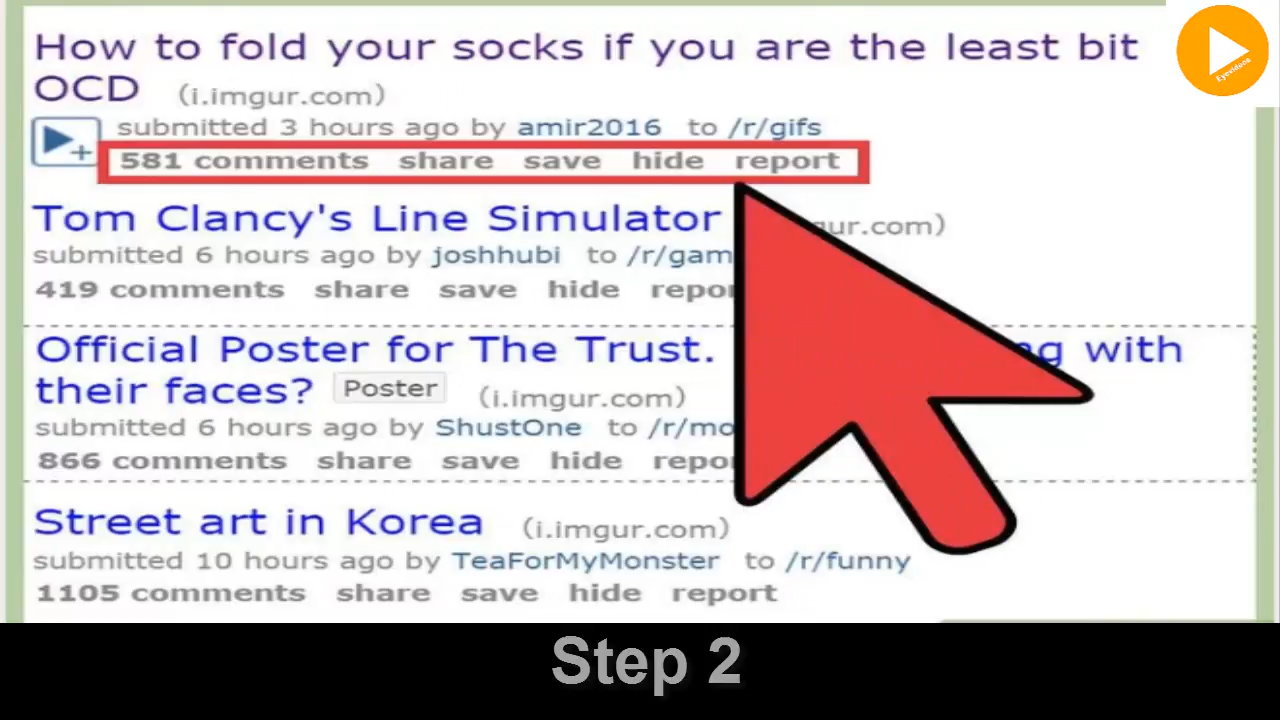 How to fold your socks if you are the least bit
OCD (i.imgur.com)
submitted 3 hours ago by amir2016 to /r/gifs
581 comments share save hide report
Tom Clancy's Line Simulator
submitted 6 hours ago by joshhubi to
419 comments share save hide
Official Poster for The Trust. with
their faces? Poster (i.imgur.com)
submitted 6 hours ago by ShustOne to
866 comments share save hide
Street art in Korea (i.imgur.com)
submitted 10 hours ago by TeaForMyMonster to /r/funny
1105 comments share save hide report
Step 2
Eyevideos